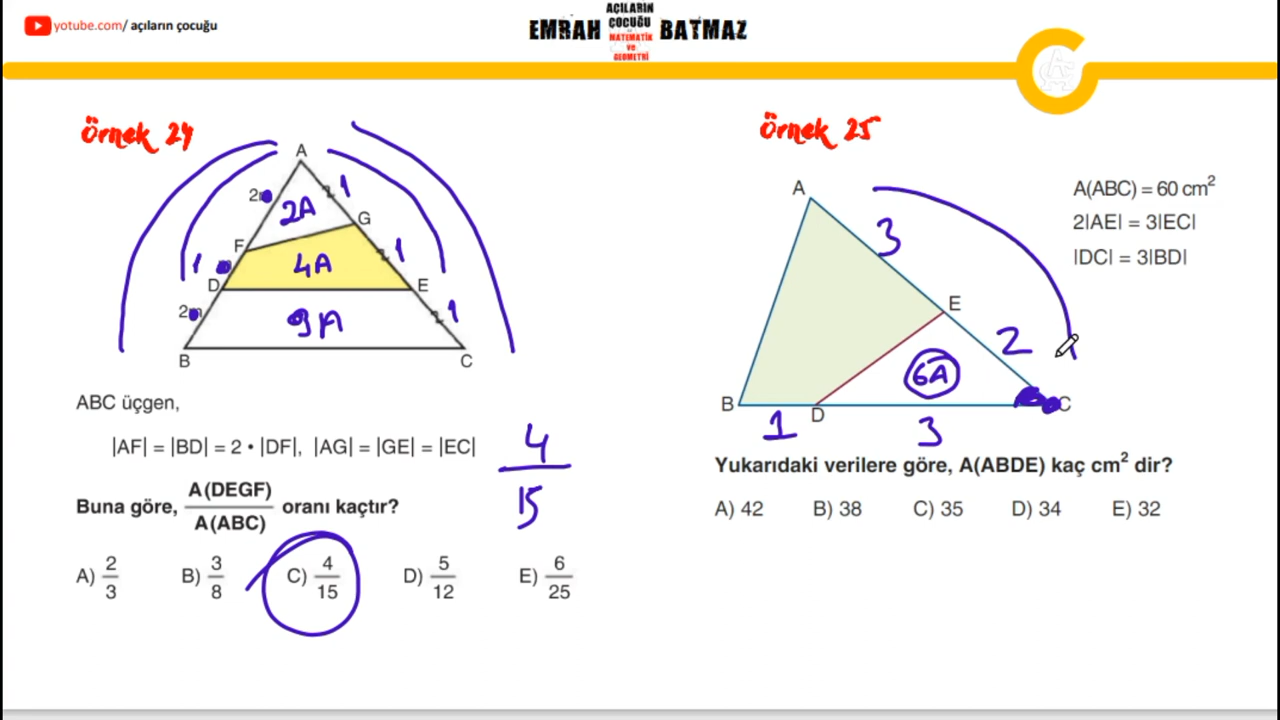 yotube.com/ açıların çocuğu
EMRAH BATMAZ
AÇILARIN
ÇOCUĞU
MATEMATİK
ve
GEOMETRİ
Örnek 24
A
2m 1
2A
G
F
1 4A 1
D E
2m 9A 1
B C
ABC üçgen,
|AF| = |BD| = 2 • |DF|, |AG| = |GE| = |EC|
4
15
Buna göre, A(DEGF) / A(ABC) oranı kaçtır?
A) 2/3 B) 3/8 C) 4/15 D) 5/12 E) 6/25
Örnek 25
A
A(ABC) = 60 cm²
2|AE| = 3|EC|
|DC| = 3|BD|
3
E
2
6A
B D C
1 3
Yukarıdaki verilere göre, A(ABDE) kaç cm² dir?
A) 42 B) 38 C) 35 D) 34 E) 32